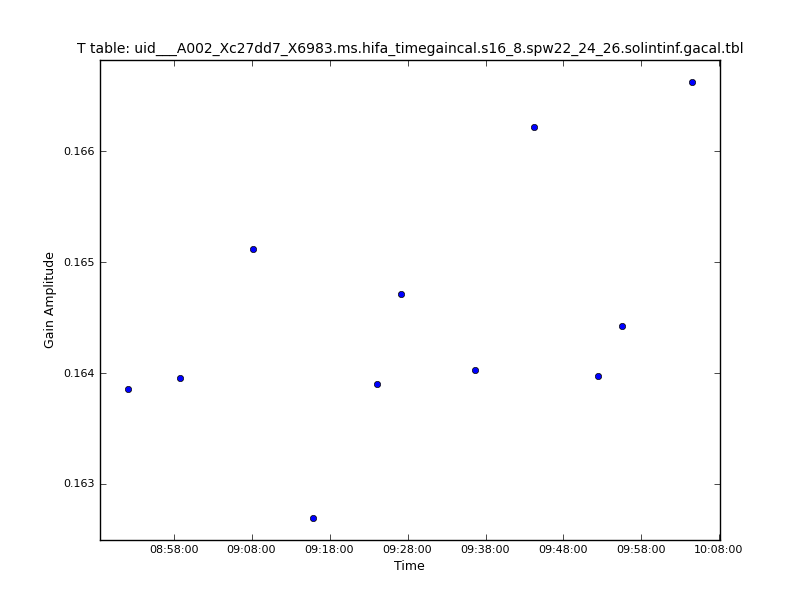 T table: uid___A002_Xc27dd7_X6983.ms.hifa_timegaincal.s16_8.spw22_24_26.solintinf.gacal.tbl
0.166
0.165
Gain Amplitude
0.164
0.163
08:58:00 09:08:00 09:18:00 09:28:00 09:38:00 09:48:00 09:58:00 10:08:00
Time